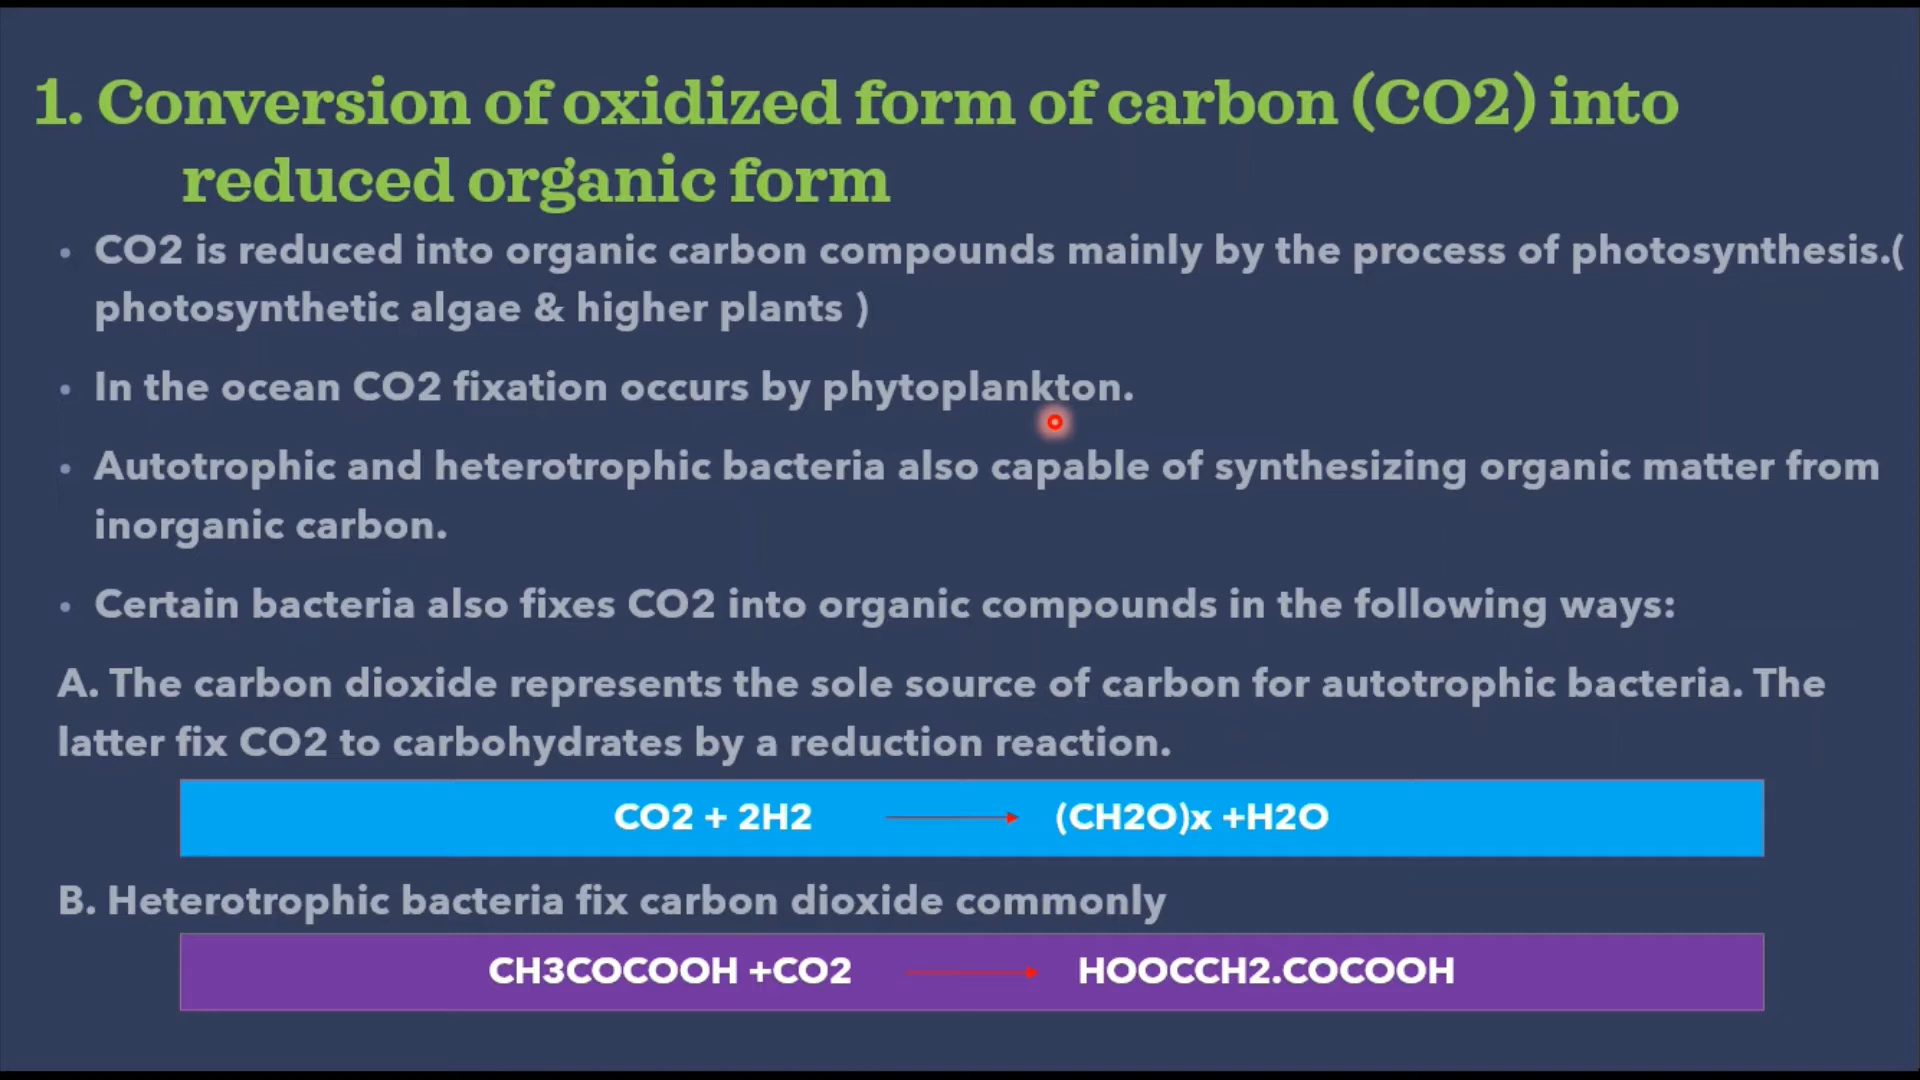 1. Conversion of oxidized form of carbon (CO2) into
reduced organic form
• CO2 is reduced into organic carbon compounds mainly by the process of photosynthesis.(
photosynthetic algae & higher plants )
• In the ocean CO2 fixation occurs by phytoplankton.
• Autotrophic and heterotrophic bacteria also capable of synthesizing organic matter from
inorganic carbon.
• Certain bacteria also fixes CO2 into organic compounds in the following ways:
A. The carbon dioxide represents the sole source of carbon for autotrophic bacteria. The
latter fix CO2 to carbohydrates by a reduction reaction.
CO2 + 2H2 → (CH2O)x +H2O
B. Heterotrophic bacteria fix carbon dioxide commonly
CH3COCOOH +CO2 → HOOCCH2.COCOOH